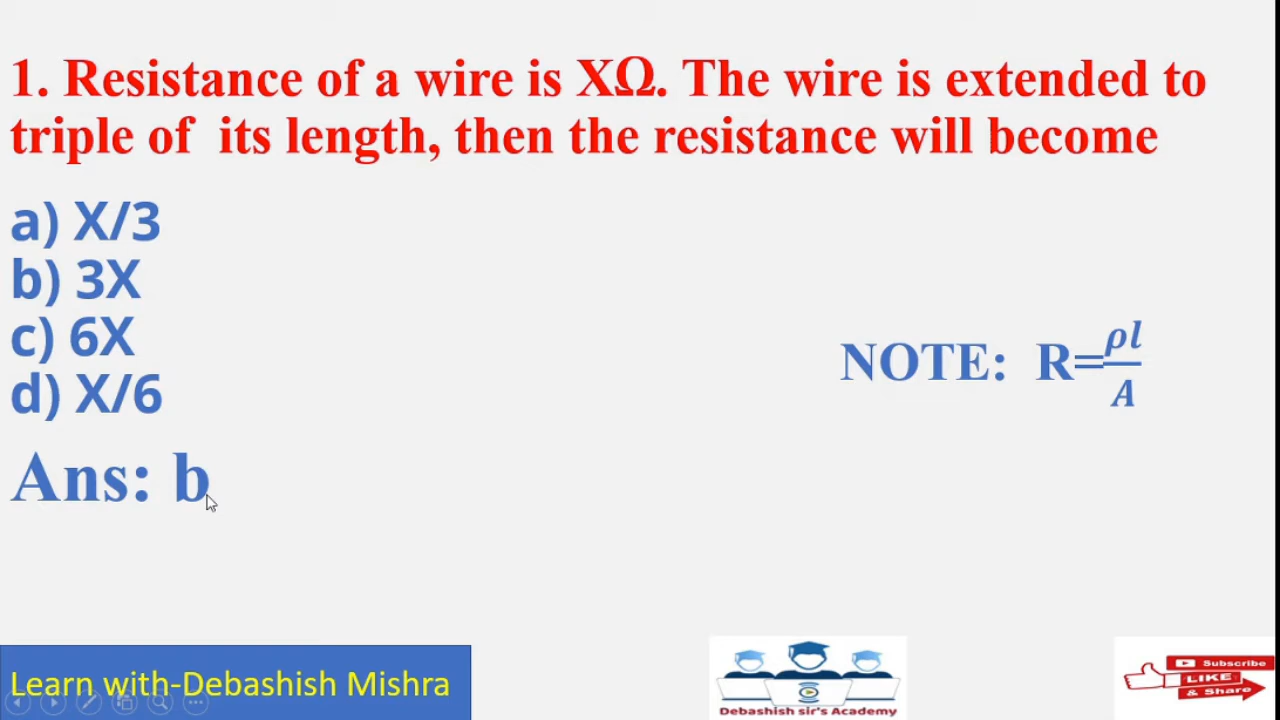 1. Resistance of a wire is XΩ. The wire is extended to
triple of its length, then the resistance will become
a) X/3
b) 3X
c) 6X
d) X/6
NOTE: R=ρl/A
Ans: b
Learn with-Debashish Mishra
Debashish sir's Academy
Subscribe
LIKE
& Share